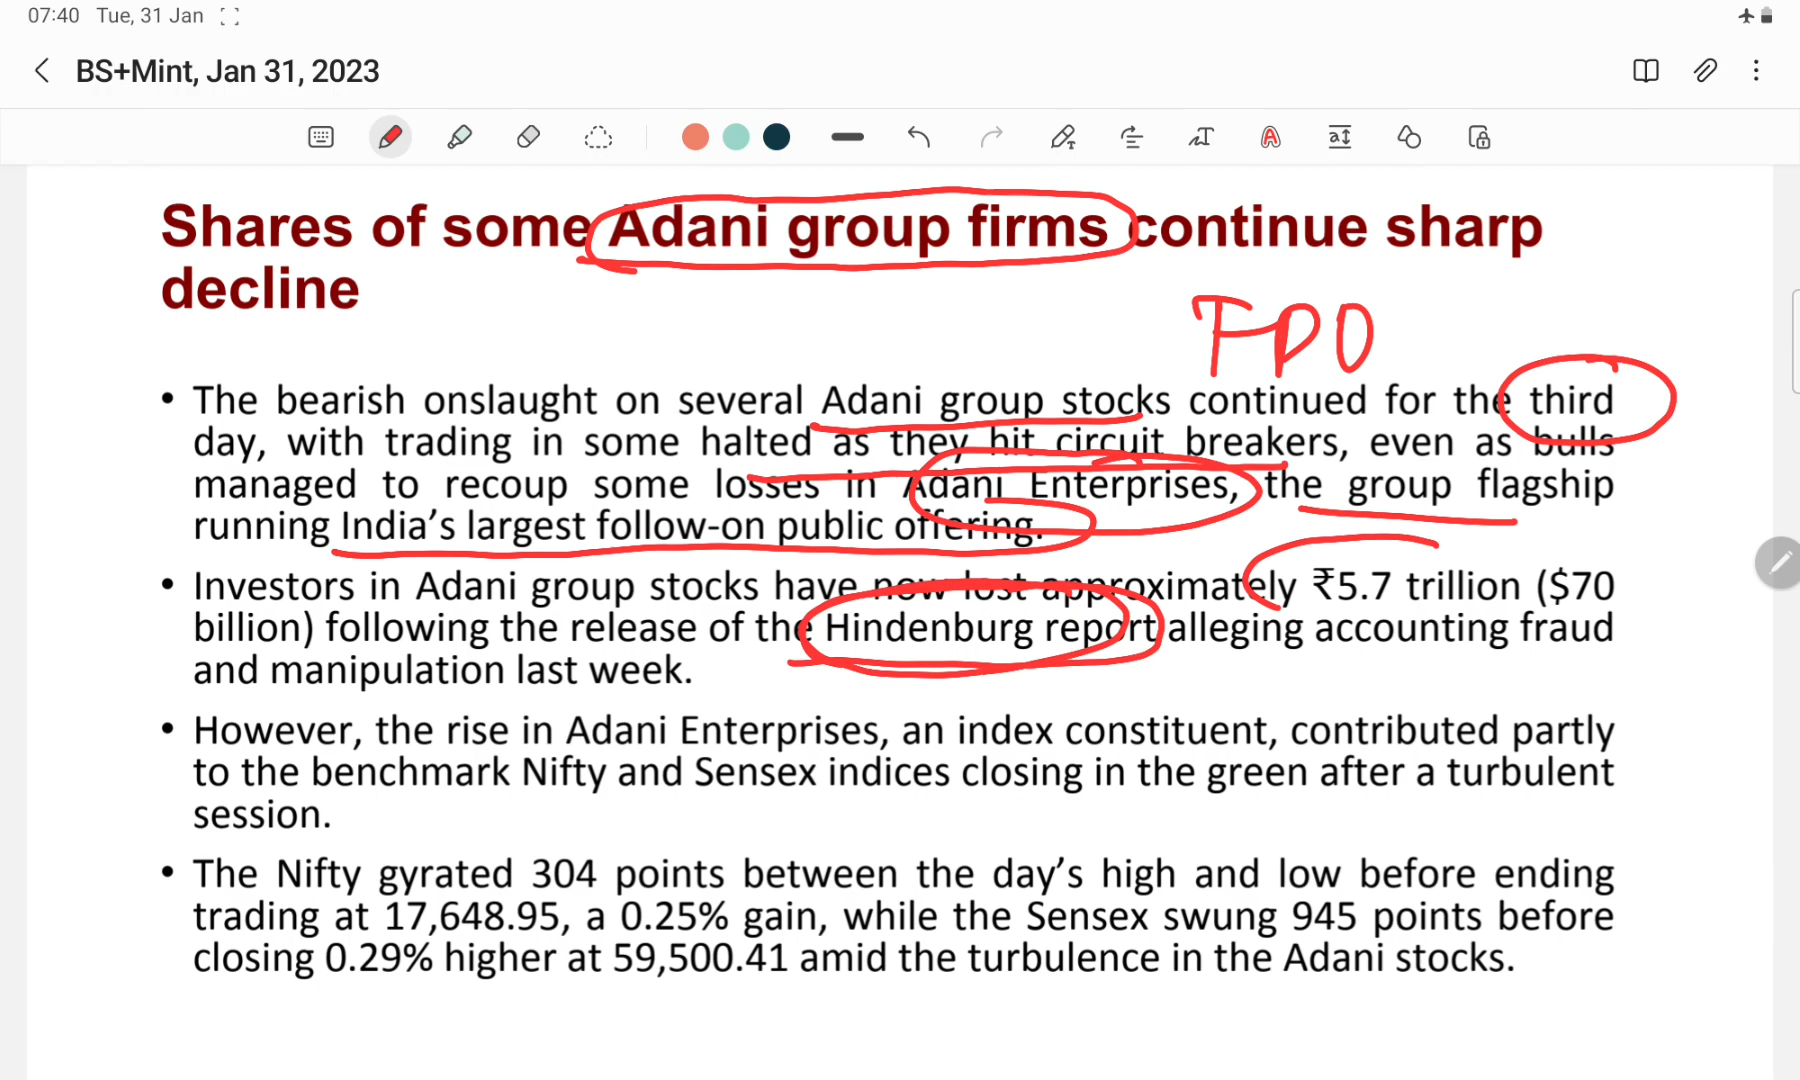 07:40 Tue, 31 Jan
BS+Mint, Jan 31, 2023
Shares of some Adani group firms continue sharp
decline
FPO
• The bearish onslaught on several Adani group stocks continued for the third
day, with trading in some halted as they hit circuit breakers, even as bulls
managed to recoup some losses in Adani Enterprises, the group flagship
running India’s largest follow-on public offering.
• Investors in Adani group stocks have now lost approximately ₹5.7 trillion ($70
billion) following the release of the Hindenburg report alleging accounting fraud
and manipulation last week.
• However, the rise in Adani Enterprises, an index constituent, contributed partly
to the benchmark Nifty and Sensex indices closing in the green after a turbulent
session.
• The Nifty gyrated 304 points between the day’s high and low before ending
trading at 17,648.95, a 0.25% gain, while the Sensex swung 945 points before
closing 0.29% higher at 59,500.41 amid the turbulence in the Adani stocks.